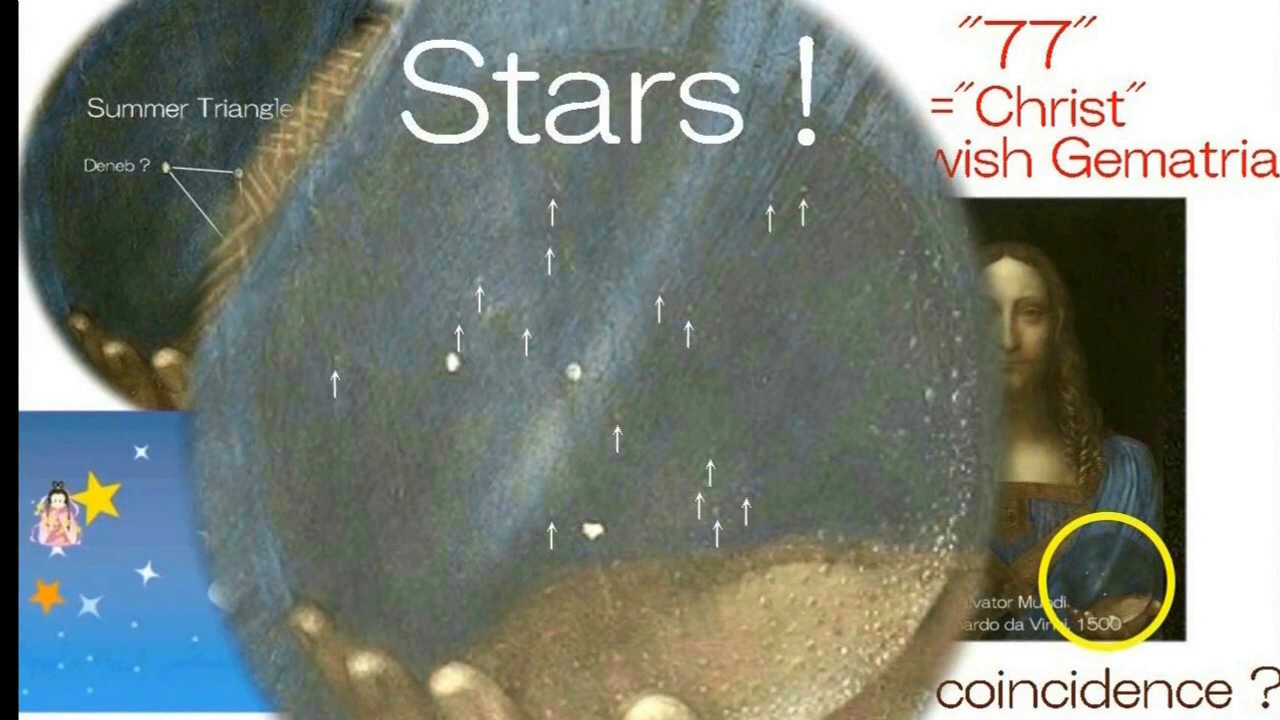 Stars !
Summer Triangle
Deneb ?
"77"
="Christ"
wish Gematria
vator Mundi
ardo da Vinci, 1500
coincidence ?